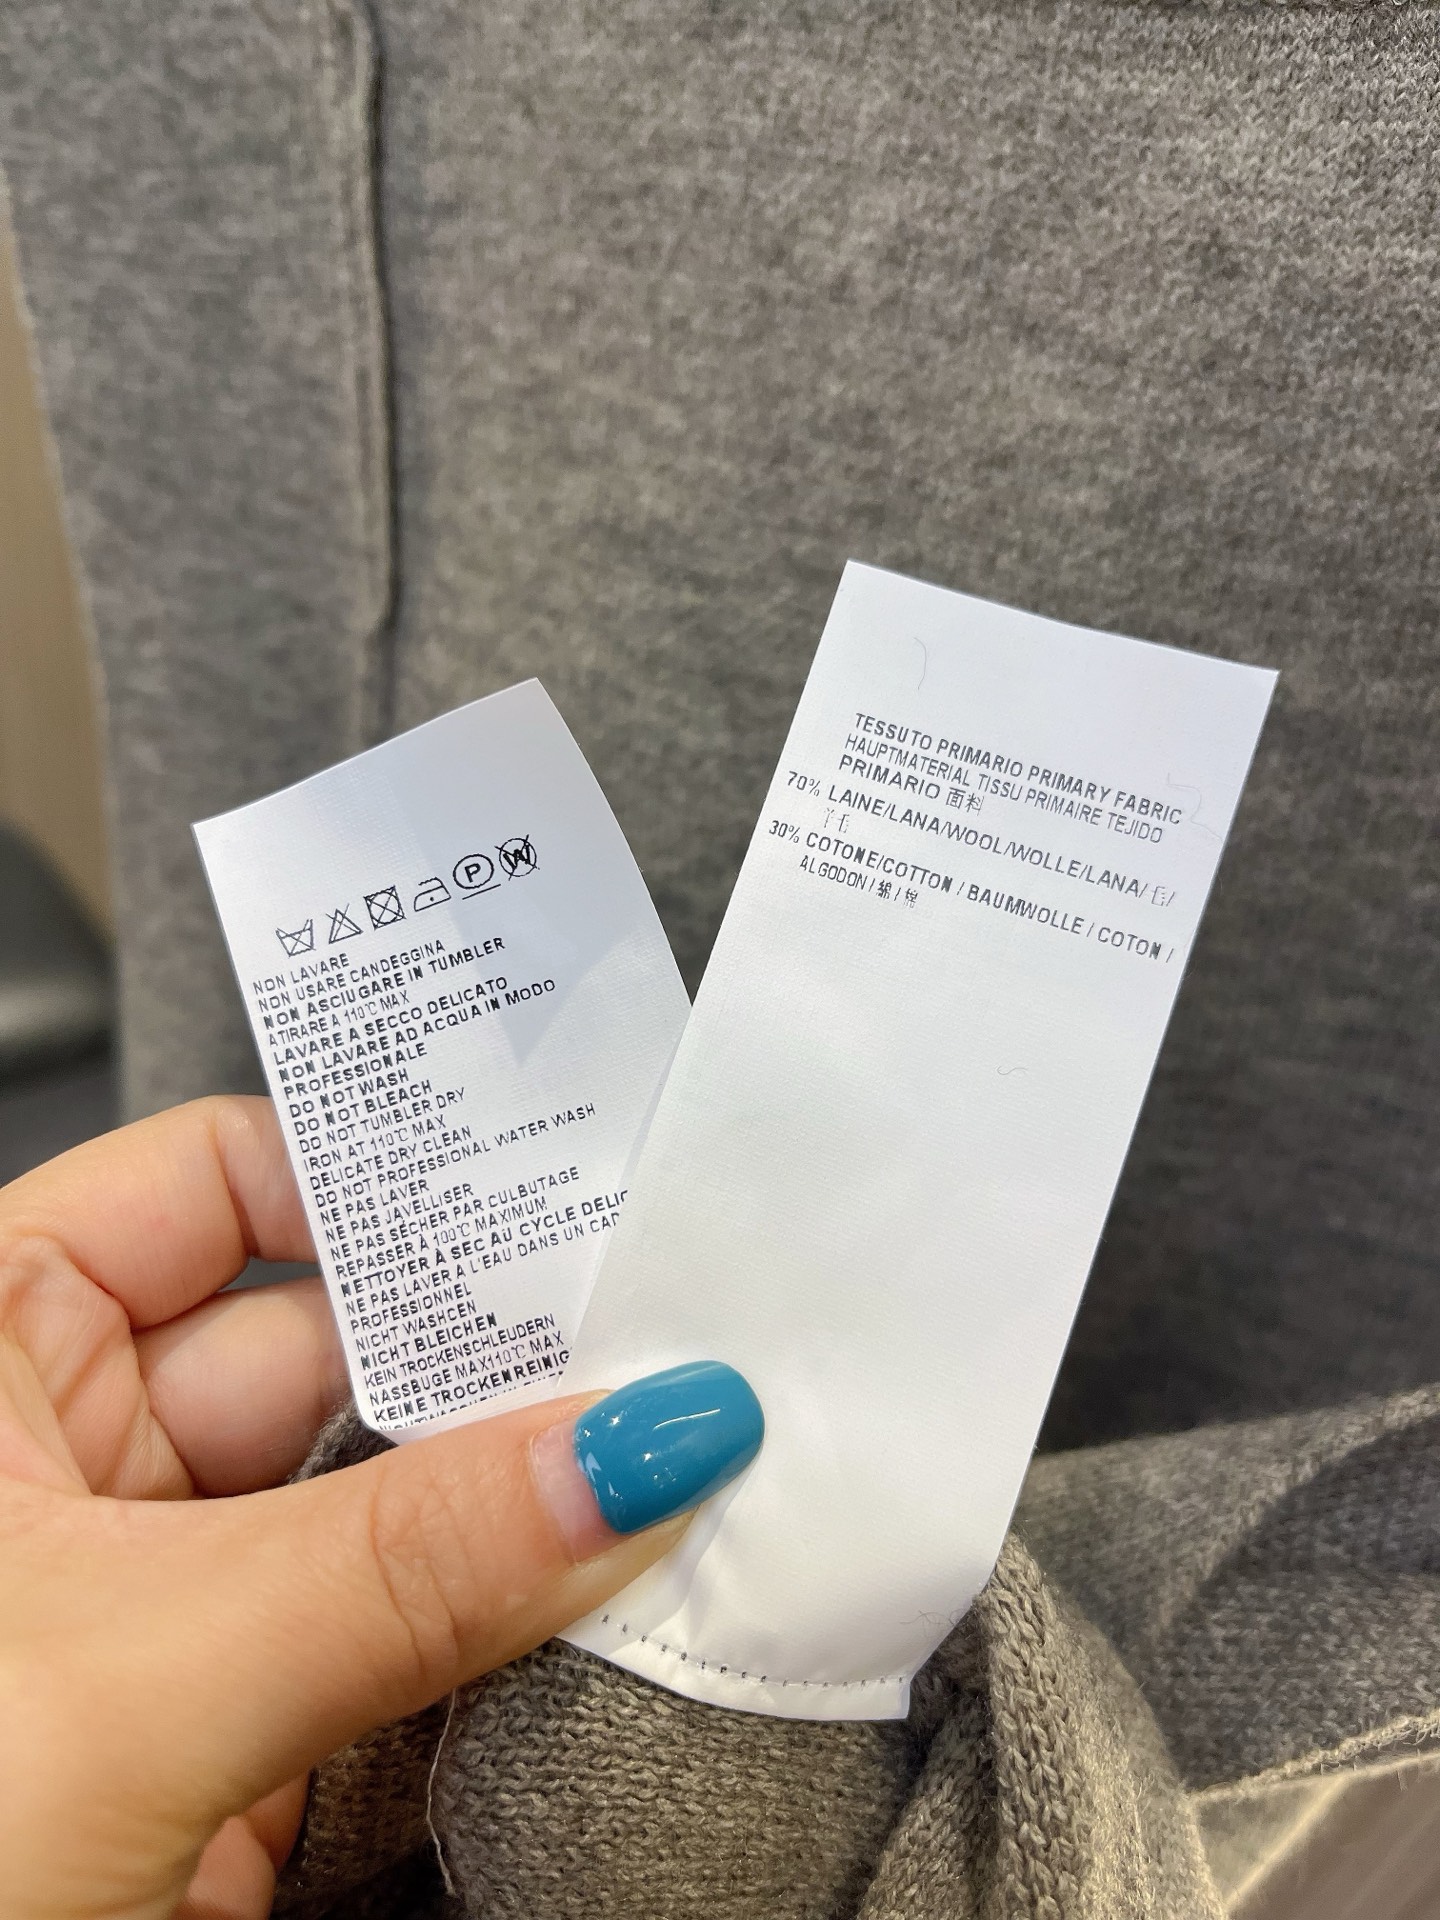 NON LAVARE
NON USARE CANDEGGINA
NON ASCIUGARE IN TUMBLER
ATIRARE A 110℃ MAX
LAVARE A SECCO DELICATO
NON LAVARE AD ACQUA IN MODO
PROFESSIONALE
DO NOT WASH
DO NOT BLEACH
DO NOT TUMBLER DRY
IRON AT 110℃ MAX
DELICATE DRY CLEAN
DO NOT PROFESSIONAL WATER WASH
NE PAS LAVER
NE PAS JAVELLISER
NE PAS SÉCHER PAR CULBUTAGE
REPASSER À 100℃ MAXIMUM
NETTOYER À SEC AU CYCLE DELIC
NE PAS LAVER A L'EAU DANS UN CAD
PROFESSIONNEL
NICHT WASHCEN
NICHT BLEICHEN
KEIN TROCKENSCHLEUDERN
NASSBUGE MAX110℃ MAX
KEINE TROCKENREINIG
TESSUTO PRIMARIO PRIMARY FABRIC
HAUPTMATERIAL TISSU PRIMAIRE TEJIDO
PRIMARIO 面料
70% LAINE/LANA/WOOL/WOLLE/LANA/毛/
羊毛
30% COTONE/COTTON / BAUMWOLLE / COTON /
ALGODON / 綿 / 棉